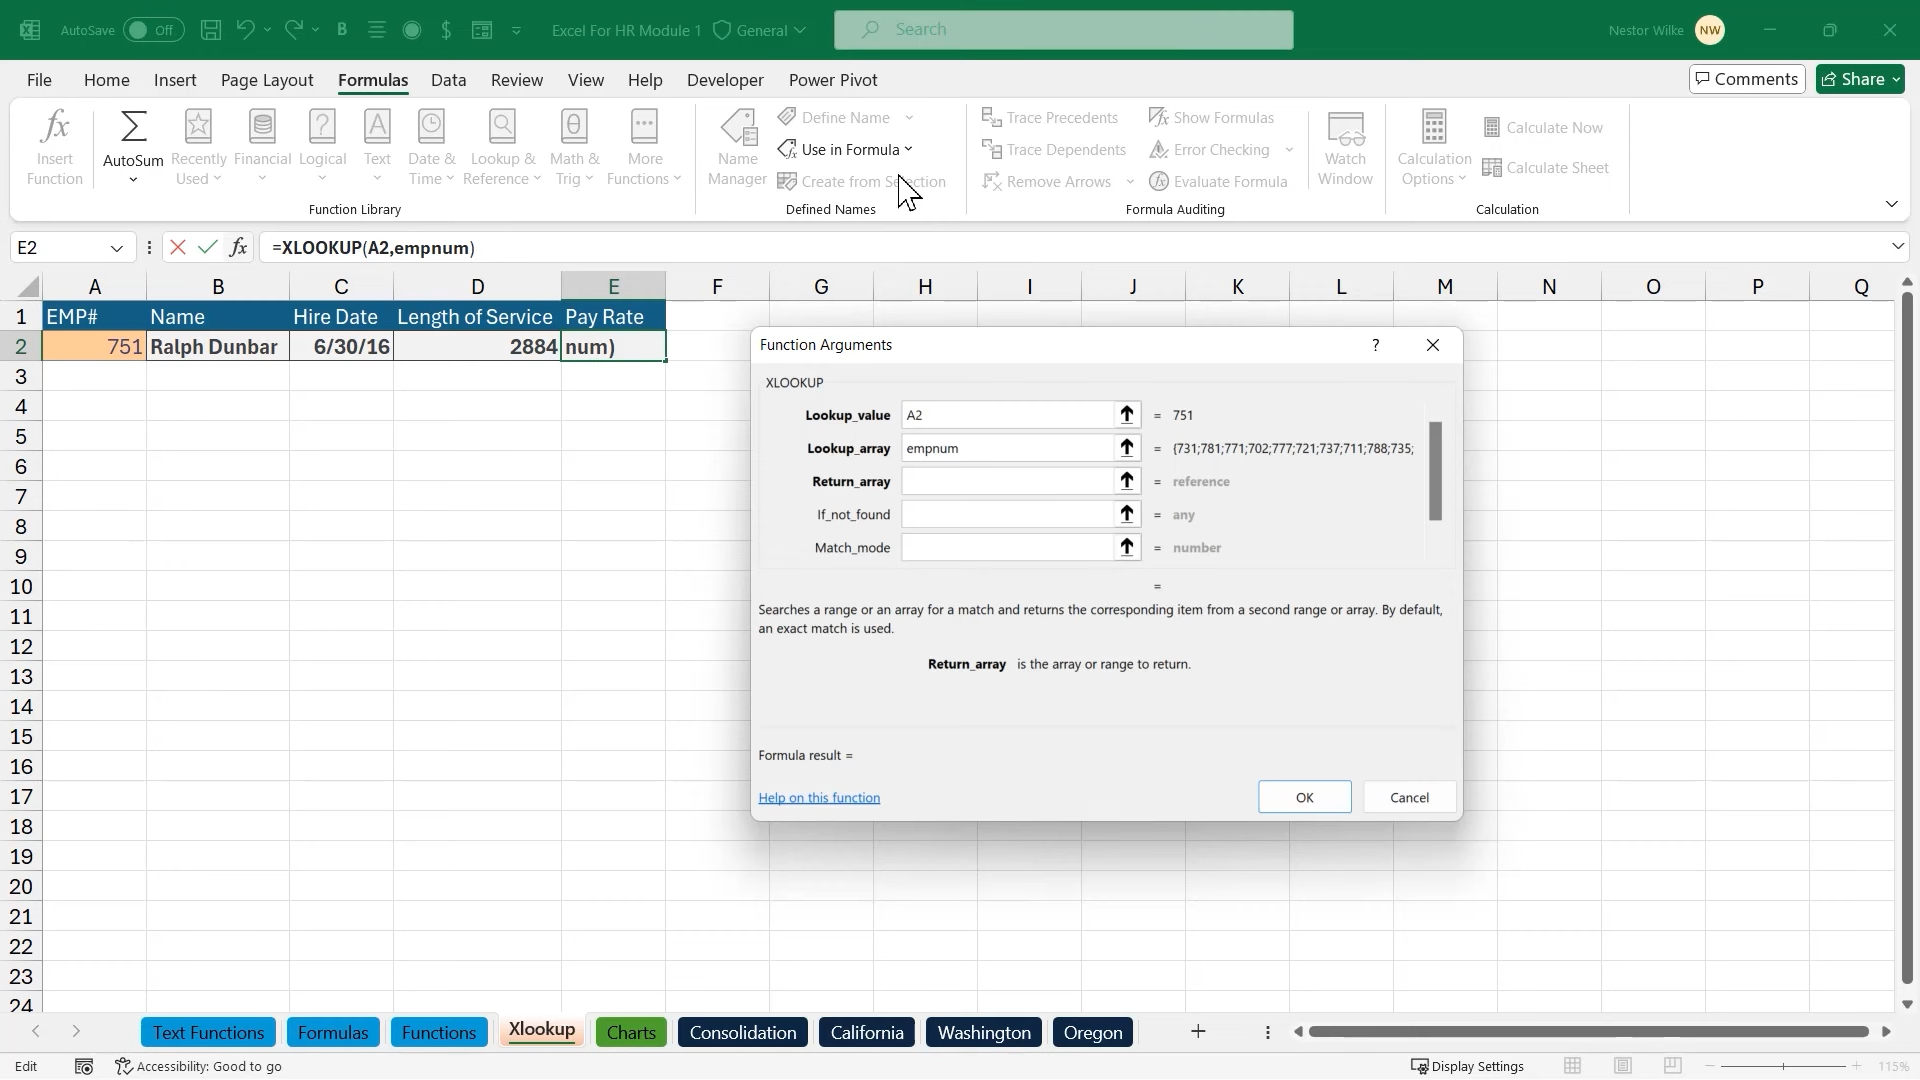 AutoSave Off B $ Excel For HR Module 1 General Search Nestor Wilke NW
File Home Insert Page Layout Formulas Data Review View Help Developer Power Pivot Comments Share
Insert Function
AutoSum
Recently Used
Financial
Logical
Text
Date & Time
Lookup & Reference
Math & Trig
More Functions
Function Library
Name Manager
Define Name
Use in Formula
Create from Selection
Defined Names
Trace Precedents
Trace Dependents
Remove Arrows
Show Formulas
Error Checking
Evaluate Formula
Formula Auditing
Watch Window
Calculation Options
Calculate Now
Calculate Sheet
Calculation
E2 fx =XLOOKUP(A2,empnum)
A B C D E F G H I J K L M N O P Q
1 EMP# Name Hire Date Length of Service Pay Rate
2 751 Ralph Dunbar 6/30/16 2884 num)
3
4
5
6
7
8
9
10
11
12
13
14
15
16
17
18
19
20
21
22
23
24
Function Arguments ?
XLOOKUP
Lookup_value A2 = 751
Lookup_array empnum = {731;781;771;702;777;721;737;711;788;735;
Return_array = reference
If_not_found = any
Match_mode = number
=
Searches a range or an array for a match and returns the corresponding item from a second range or array. By default,
an exact match is used.
Return_array is the array or range to return.
Formula result =
Help on this function OK Cancel
Text Functions Formulas Functions Xlookup Charts Consolidation California Washington Oregon
Edit Accessibility: Good to go Display Settings 115%